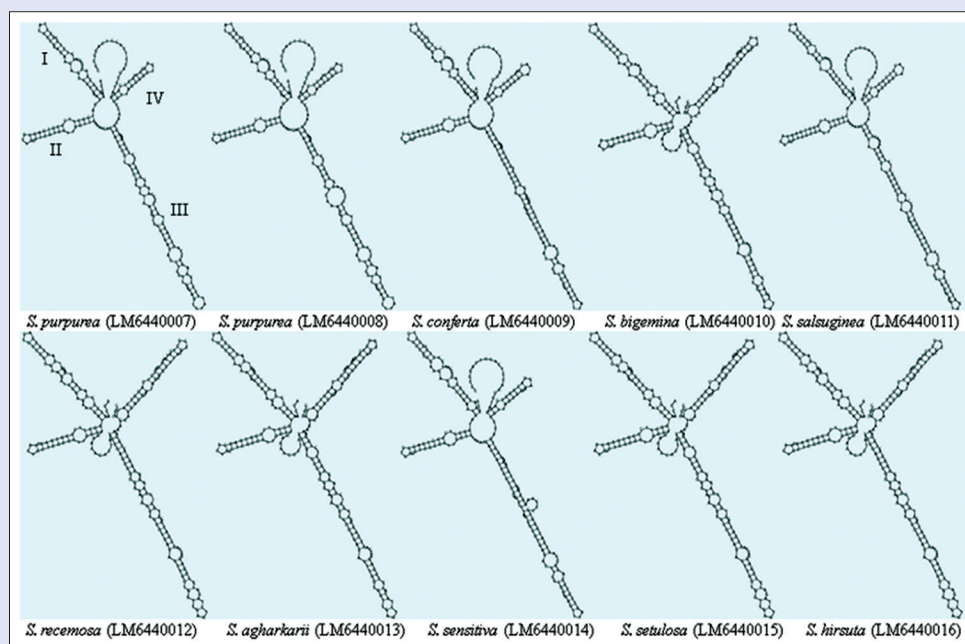 I
IV
II
III
S. purpurea (LM6440007) S. purpurea (LM6440008) S. conferta (LM6440009) S. bigemina (LM6440010) S. salsuginea (LM6440011)
S. recemosa (LM6440012) S. agharkarii (LM6440013) S. sensitiva (LM6440014) S. setulosa (LM6440015) S. hirsuta (LM6440016)